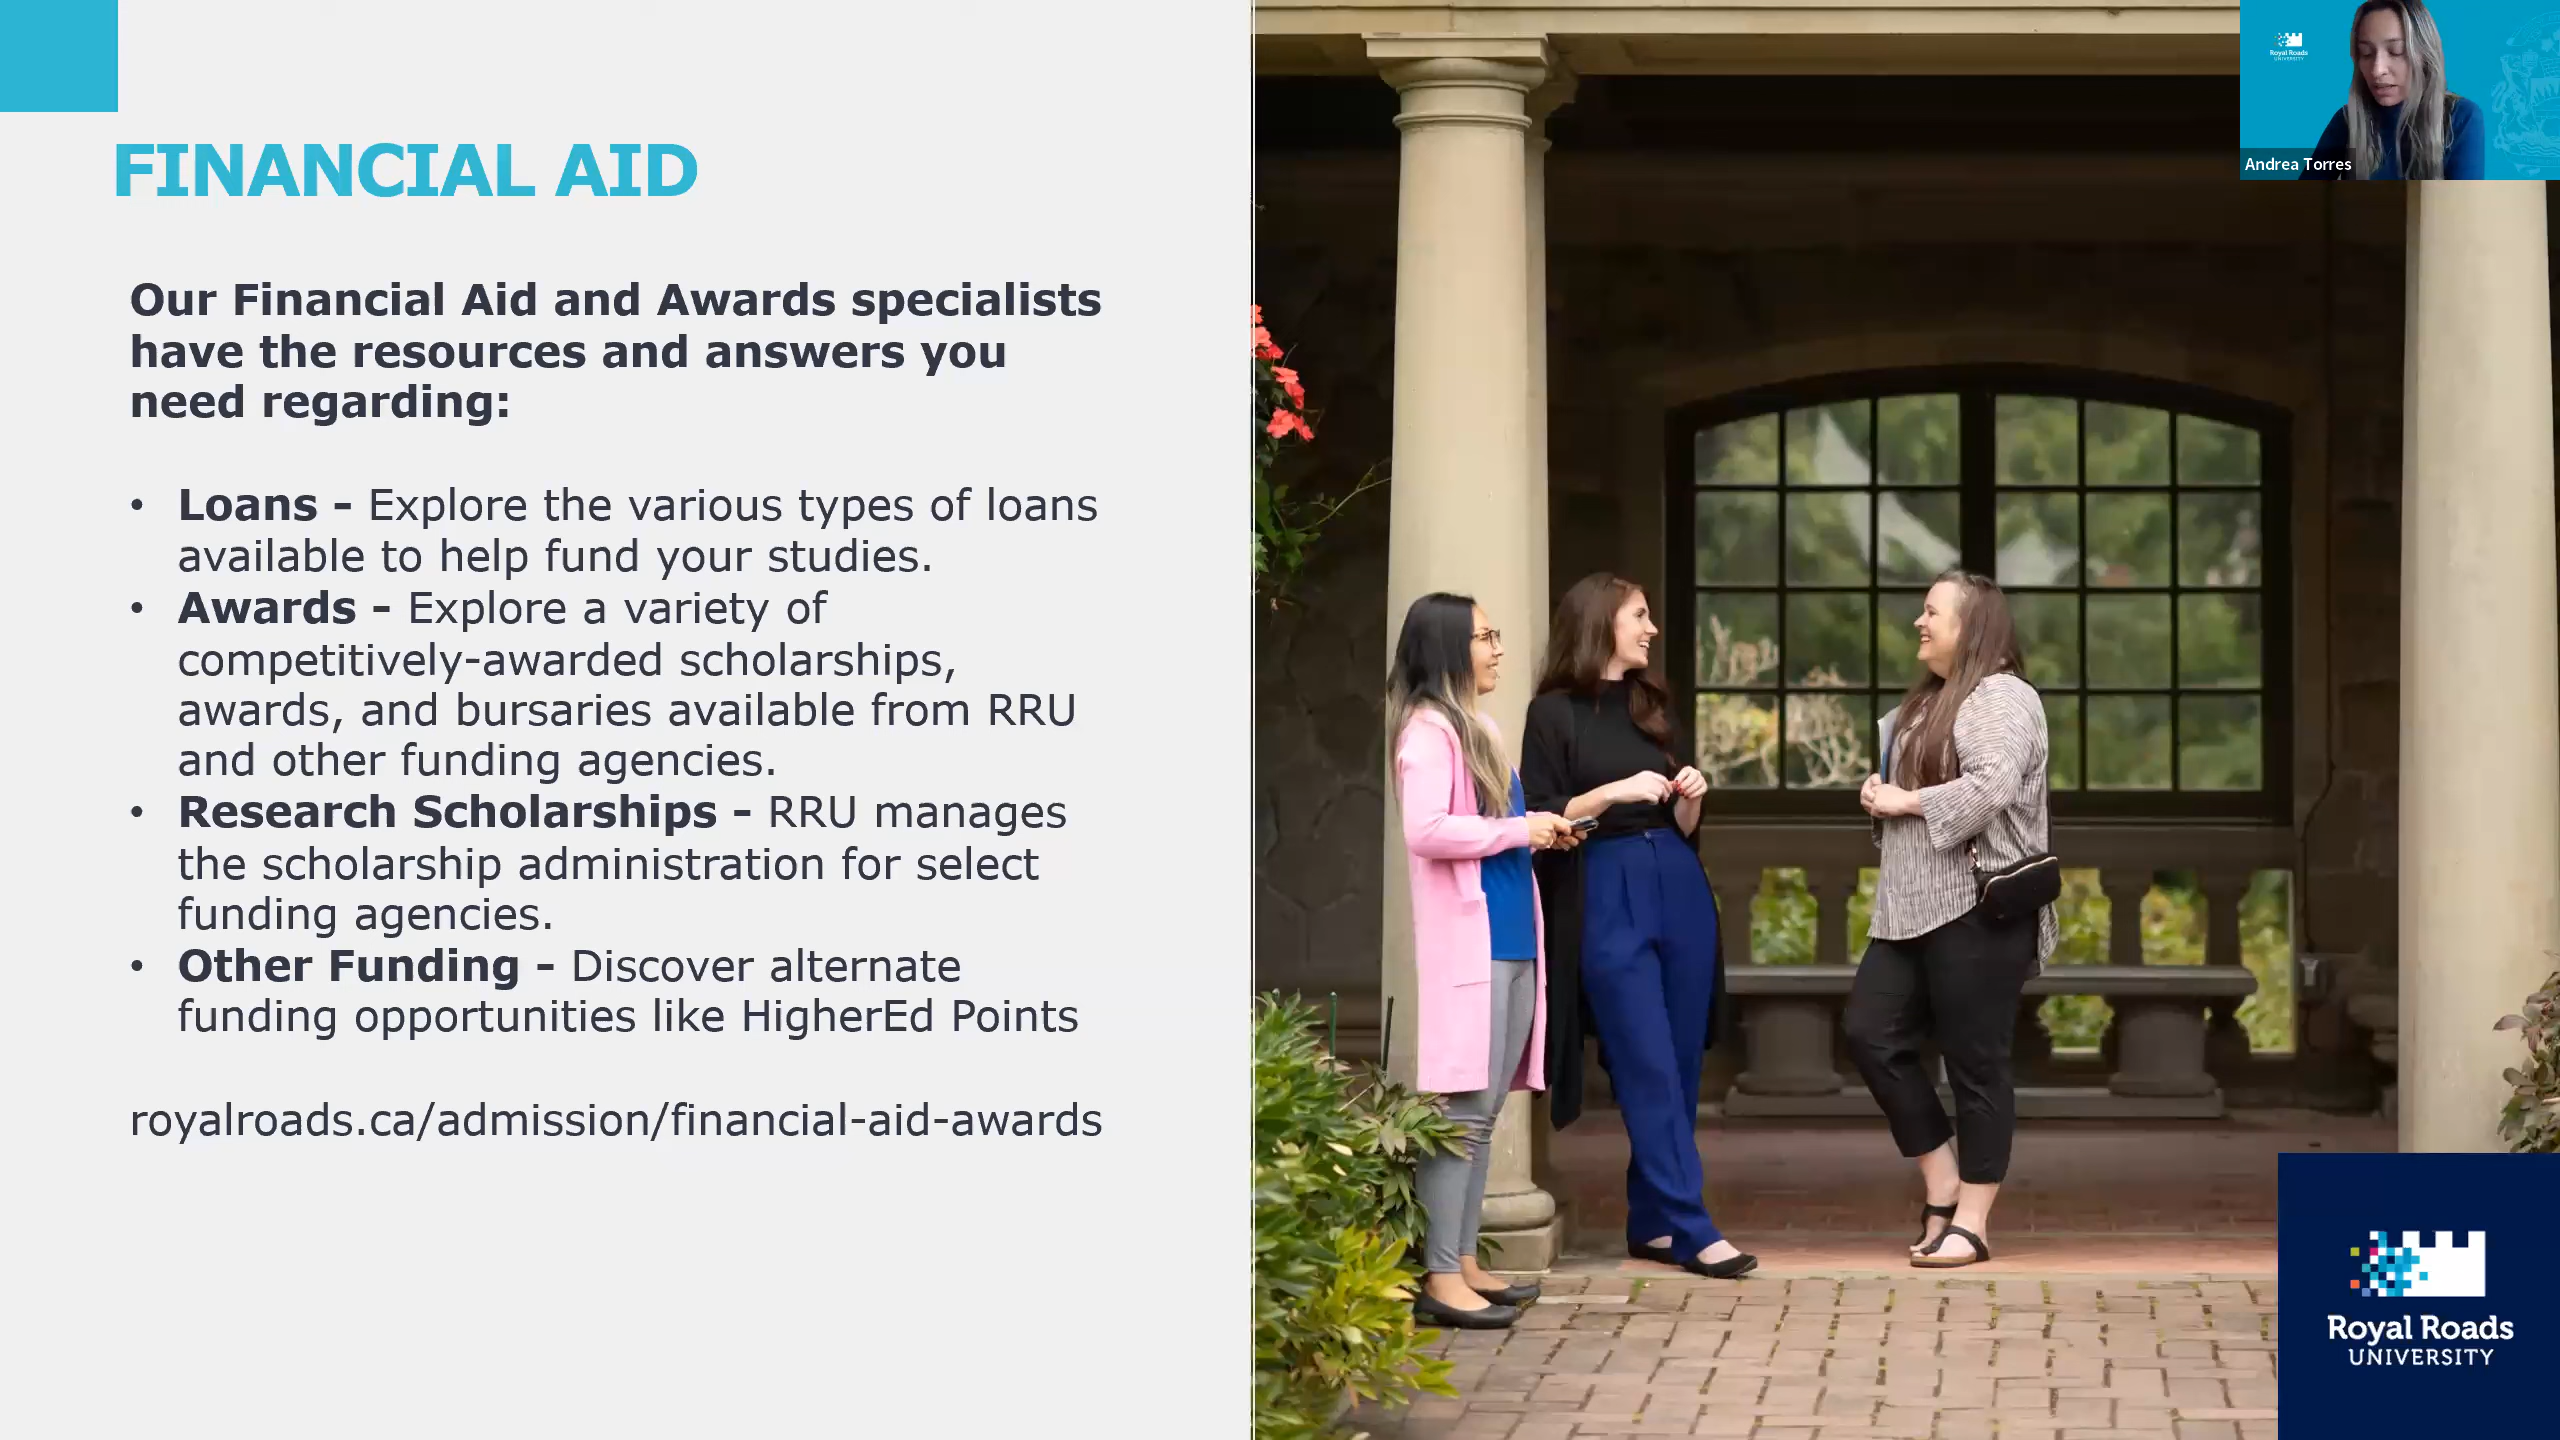 FINANCIAL AID
Our Financial Aid and Awards specialists
have the resources and answers you
need regarding:
• Loans - Explore the various types of loans
available to help fund your studies.
• Awards - Explore a variety of
competitively-awarded scholarships,
awards, and bursaries available from RRU
and other funding agencies.
• Research Scholarships - RRU manages
the scholarship administration for select
funding agencies.
• Other Funding - Discover alternate
funding opportunities like HigherEd Points
royalroads.ca/admission/financial-aid-awards
Royal Roads
UNIVERSITY
Andrea Torres
Royal Roads
UNIVERSITY